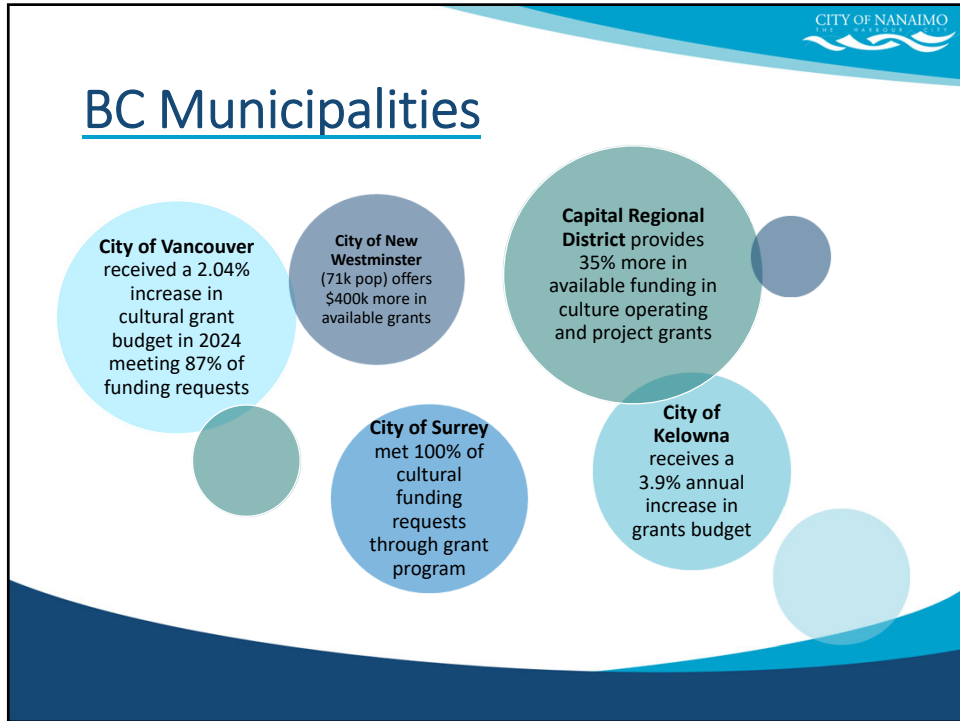 CITY OF NANAIMO
THE HARBOUR CITY
BC Municipalities
City of Vancouver
received a 2.04%
increase in
cultural grant
budget in 2024
meeting 87% of
funding requests
City of New
Westminster
(71k pop) offers
$400k more in
available grants
Capital Regional
District provides
35% more in
available funding in
culture operating
and project grants
City of Surrey
met 100% of
cultural
funding
requests
through grant
program
City of
Kelowna
receives a
3.9% annual
increase in
grants budget